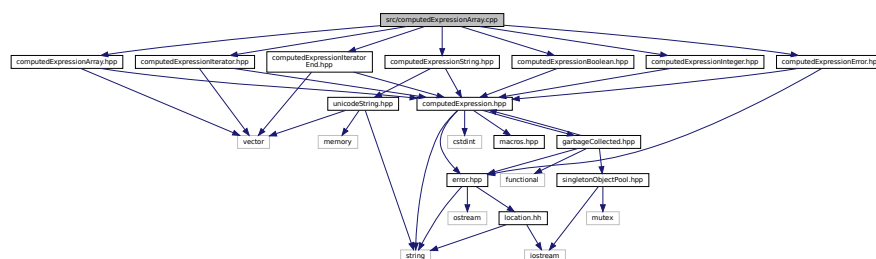 src/computedExpressionArray.cpp
computedExpressionArray.hpp
computedExpressionIterator.hpp
computedExpressionIterator
End.hpp
computedExpressionString.hpp
computedExpressionBoolean.hpp
computedExpressionInteger.hpp
computedExpressionError.hp
unicodeString.hpp
computedExpression.hpp
vector
memory
cstdint
macros.hpp
garbageCollected.hpp
error.hpp
functional
singletonObjectPool.hpp
ostream
location.hh
mutex
string
iostream